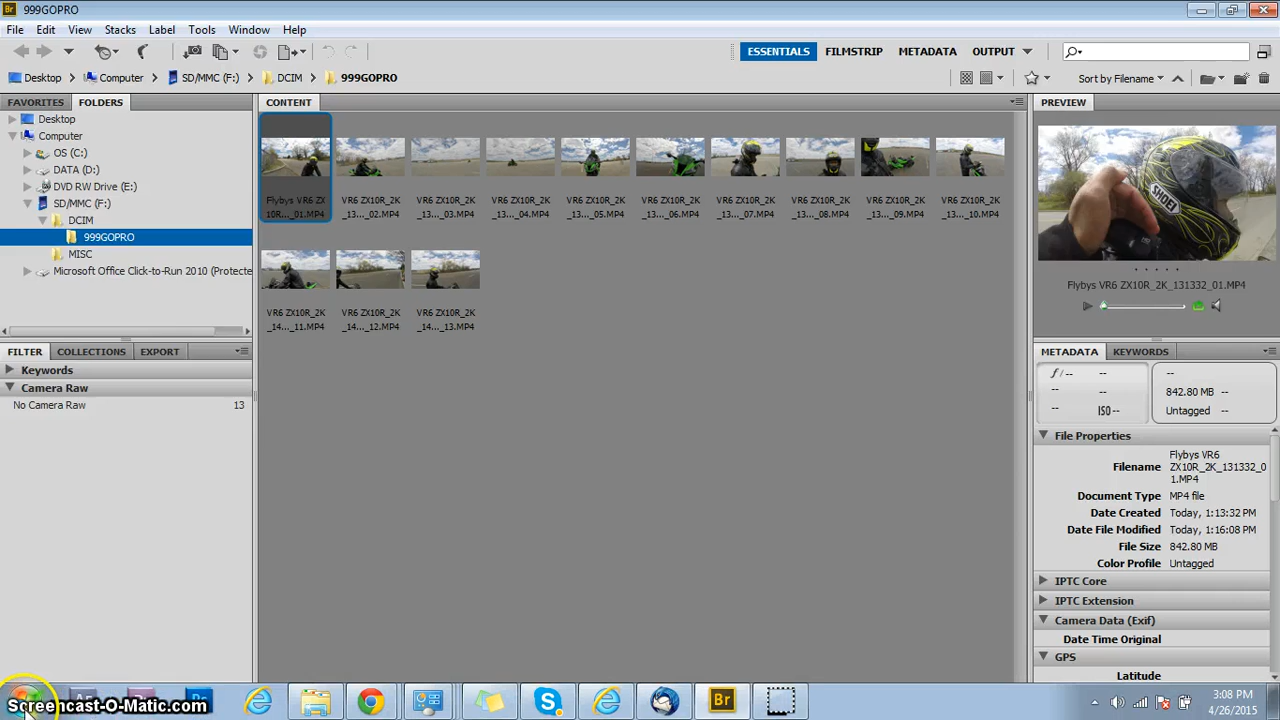 Br 999GOPRO
File Edit View Stacks Label Tools Window Help
ESSENTIALS FILMSTRIP METADATA OUTPUT
Desktop Computer SD/MMC (F:) DCIM 999GOPRO
Sort by Filename
FAVORITES FOLDERS
Desktop
Computer
OS (C:)
DATA (D:)
DVD RW Drive (E:)
SD/MMC (F:)
DCIM
999GOPRO
MISC
Microsoft Office Click-to-Run 2010 (Protecte
FILTER COLLECTIONS EXPORT
Keywords
Camera Raw
No Camera Raw 13
CONTENT
Flybys VR6 ZX VR6 ZX10R_2K VR6 ZX10R_2K VR6 ZX10R_2K VR6 ZX10R_2K VR6 ZX10R_2K VR6 ZX10R_2K VR6 ZX10R_2K VR6 ZX10R_2K VR6 ZX10R_2K
10R..._01.MP4 _13..._02.MP4 _13..._03.MP4 _13..._04.MP4 _13..._05.MP4 _13..._06.MP4 _13..._07.MP4 _13..._08.MP4 _13..._09.MP4 _13..._10.MP4
VR6 ZX10R_2K VR6 ZX10R_2K VR6 ZX10R_2K
_14..._11.MP4 _14..._12.MP4 _14..._13.MP4
PREVIEW
SHOEI
Flybys VR6 ZX10R_2K_131332_01.MP4
METADATA KEYWORDS
ƒ/-- -- --
-- -- 842.80 MB --
-- ISO-- Untagged --
File Properties
Filename Flybys VR6
ZX10R_2K_131332_0
1.MP4
Document Type MP4 file
Date Created Today, 1:13:32 PM
Date File Modified Today, 1:16:08 PM
File Size 842.80 MB
Color Profile Untagged
IPTC Core
IPTC Extension
Camera Data (Exif)
Date Time Original
GPS
Latitude
Screencast-O-Matic.com
Br
3:08 PM
4/26/2015